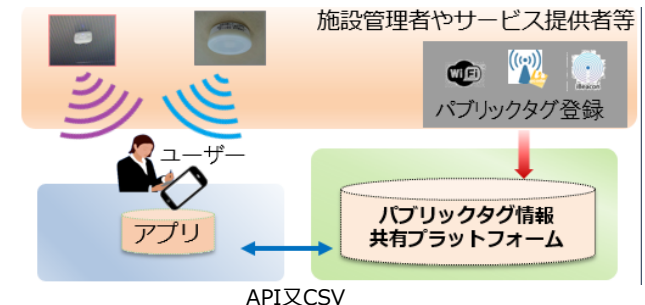 施設管理者やサービス提供者等
WiFi
iBeacon
パブリックタグ登録
ユーザー
アプリ
パブリックタグ情報
共有プラットフォーム
API又CSV